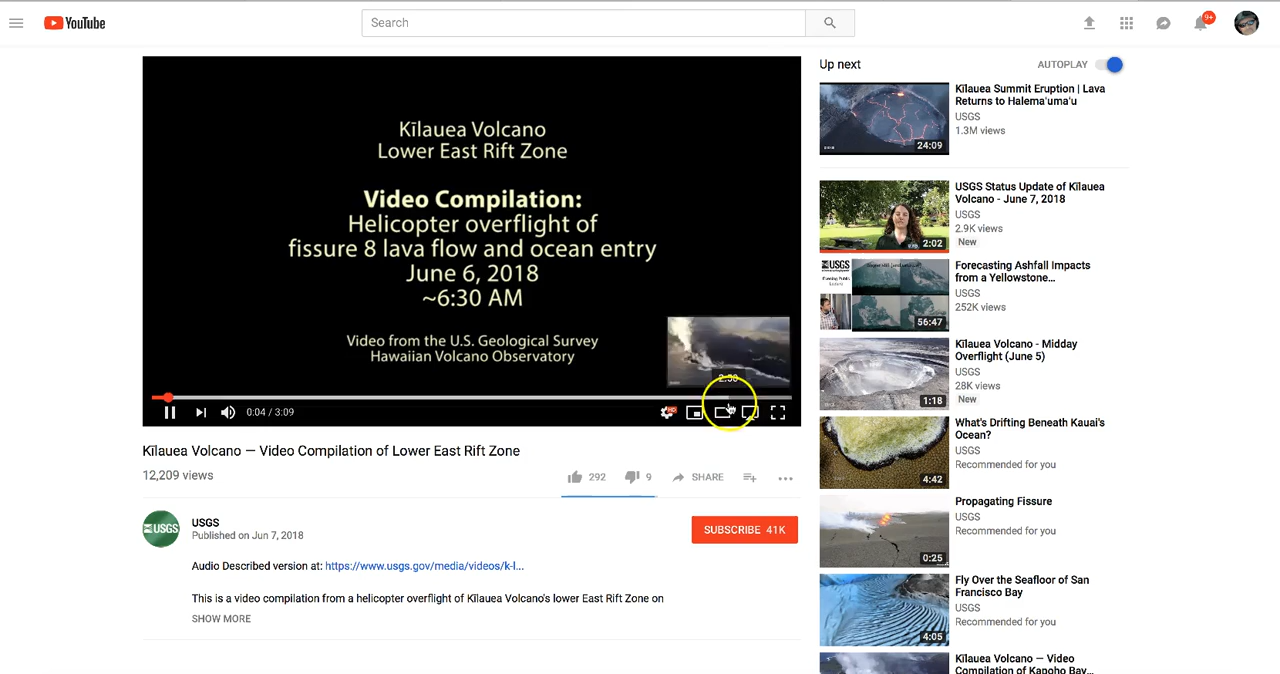 YouTube
Search
9+
Kīlauea Volcano
Lower East Rift Zone
Video Compilation:
Helicopter overflight of
fissure 8 lava flow and ocean entry
June 6, 2018
~6:30 AM
Video from the U.S. Geological Survey
Hawaiian Volcano Observatory
0:04 / 3:09
Kīlauea Volcano — Video Compilation of Lower East Rift Zone
12,209 views
292
9
SHARE
USGS
USGS
Published on Jun 7, 2018
SUBSCRIBE 41K
Audio Described version at: https://www.usgs.gov/media/videos/k-l...
This is a video compilation from a helicopter overflight of Kīlauea Volcano's lower East Rift Zone on
SHOW MORE
Up next
AUTOPLAY
24:09
Kīlauea Summit Eruption | Lava
Returns to Halema'uma'u
USGS
1.3M views
2:02
USGS Status Update of Kīlauea
Volcano - June 7, 2018
USGS
2.9K views
New
USGS
56:47
Forecasting Ashfall Impacts
from a Yellowstone...
USGS
252K views
1:18
Kīlauea Volcano - Midday
Overflight (June 5)
USGS
28K views
New
4:42
What's Drifting Beneath Kauai's
Ocean?
USGS
Recommended for you
0:25
Propagating Fissure
USGS
Recommended for you
4:05
Fly Over the Seafloor of San
Francisco Bay
USGS
Recommended for you
Kīlauea Volcano — Video
Compilation of Kapoho Bay...